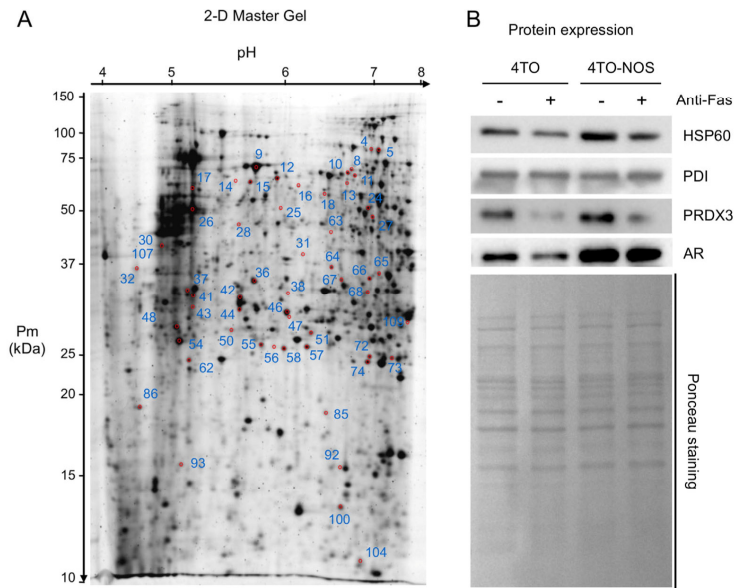 A
2-D Master Gel
pH
4 5 6 7 8
Pm
(kDa)
150
100
75
50
37
25
20
15
10
4 5
9 12 10 8
17 14 15 16 11
13 18 24
26 25 27
28 63
30 31
107 64 65
32 36 66
37 42 38 67 68
41
43 44 46 109
48 47
50 51
54 55 56 58 57 72
62 74 73
86 85
93 92
100
104
B
Protein expression
4TO 4TO-NOS
- + - + Anti-Fas
HSP60
PDI
PRDX3
AR
Ponceau staining